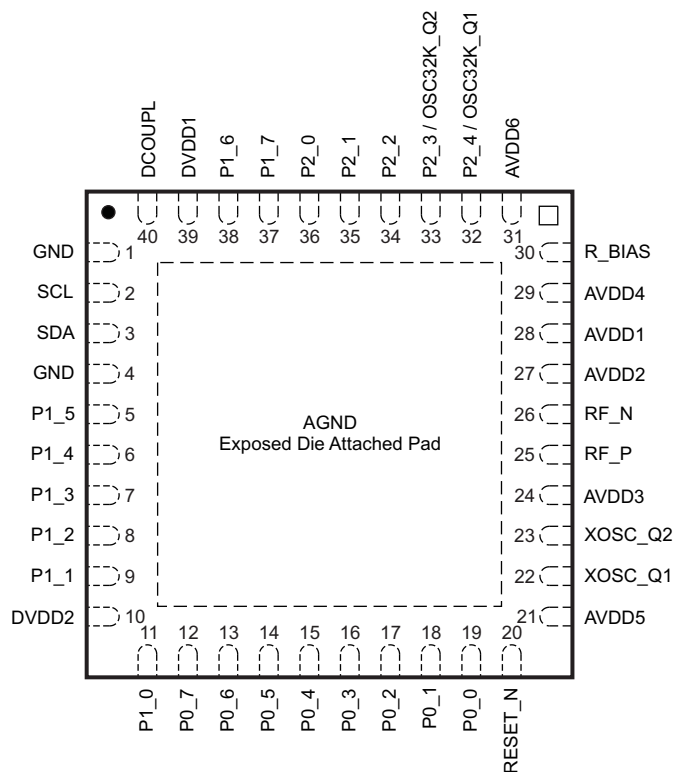 DCOUPL
DVDD1
P1_6
P1_7
P2_0
P2_1
P2_2
P2_3 / OSC32K_Q2
P2_4 / OSC32K_Q1
AVDD6
40 39 38 37 36 35 34 33 32 31
GND 1 30 R_BIAS
SCL 2 29 AVDD4
SDA 3 28 AVDD1
GND 4 27 AVDD2
P1_5 5 26 RF_N
P1_4 6 25 RF_P
P1_3 7 24 AVDD3
P1_2 8 23 XOSC_Q2
P1_1 9 22 XOSC_Q1
DVDD2 10 21 AVDD5
AGND
Exposed Die Attached Pad
11 12 13 14 15 16 17 18 19 20
P1_0
P0_7
P0_6
P0_5
P0_4
P0_3
P0_2
P0_1
P0_0
RESET_N